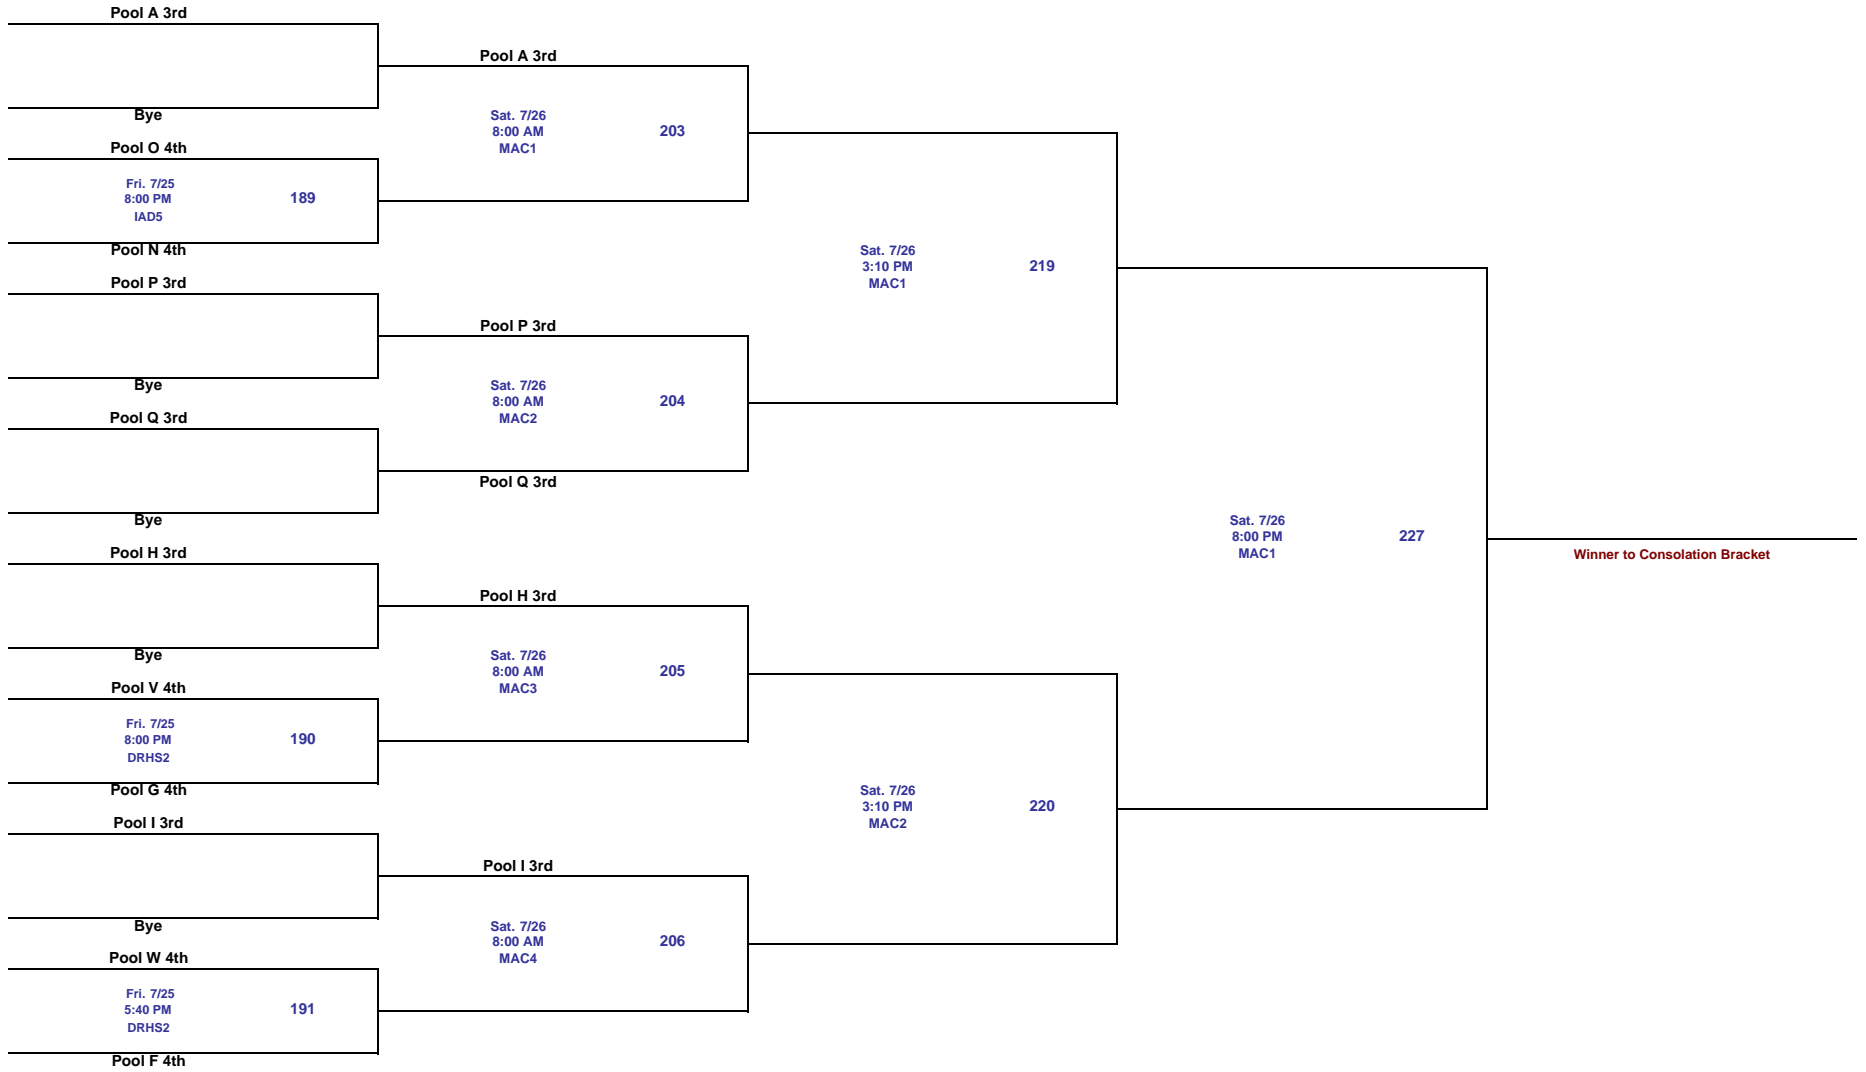 Pool A 3rd
Bye
Pool O 4th
Fri. 7/25
8:00 PM
IAD5
189
Pool N 4th
Pool P 3rd
Bye
Pool Q 3rd
Bye
Pool H 3rd
Bye
Pool V 4th
Fri. 7/25
8:00 PM
DRHS2
190
Pool G 4th
Pool I 3rd
Bye
Pool W 4th
Fri. 7/25
5:40 PM
DRHS2
191
Pool F 4th
Pool A 3rd
Sat. 7/26
8:00 AM
MAC1
203
Pool P 3rd
Sat. 7/26
8:00 AM
MAC2
204
Pool Q 3rd
Pool H 3rd
Sat. 7/26
8:00 AM
MAC3
205
Pool I 3rd
Sat. 7/26
8:00 AM
MAC4
206
Sat. 7/26
3:10 PM
MAC1
219
Sat. 7/26
3:10 PM
MAC2
220
Sat. 7/26
8:00 PM
MAC1
227
Winner to Consolation Bracket